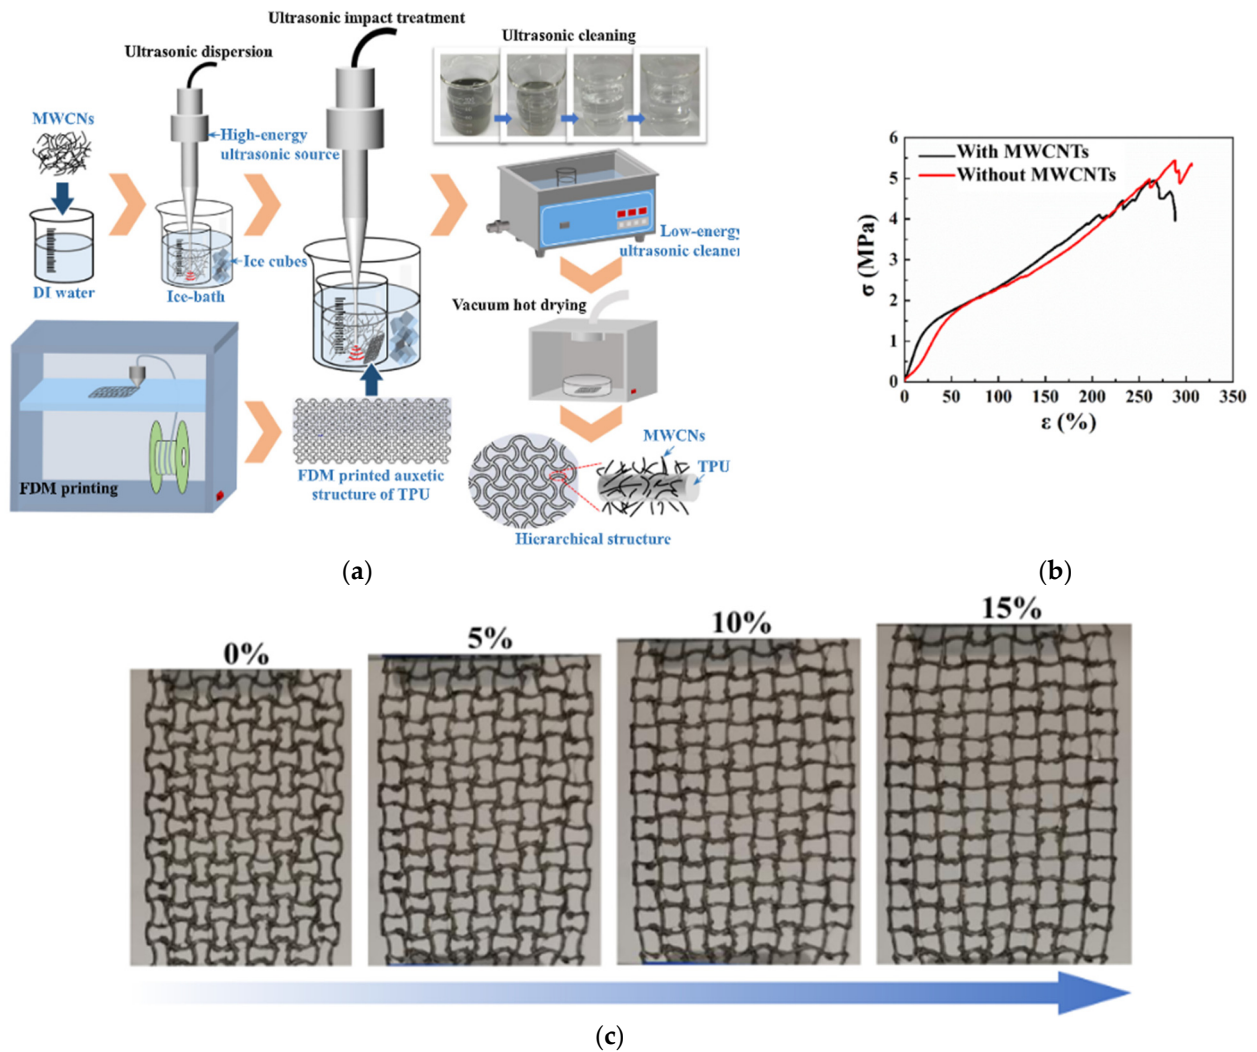 Ultrasonic impact treatment
Ultrasonic dispersion
Ultrasonic cleaning
MWCNs
High-energy
ultrasonic source
DI water
Ice cubes
Ice-bath
Low-energy
ultrasonic cleaner
Vacuum hot drying
FDM printing
FDM printed auxetic
structure of TPU
MWCNs
TPU
Hierarchical structure
(a)
With MWCNTs
Without MWCNTs
σ (MPa)
6
5
4
3
2
1
0
0 50 100 150 200 250 300 350
ε (%)
(b)
0%
5%
10%
15%
(c)